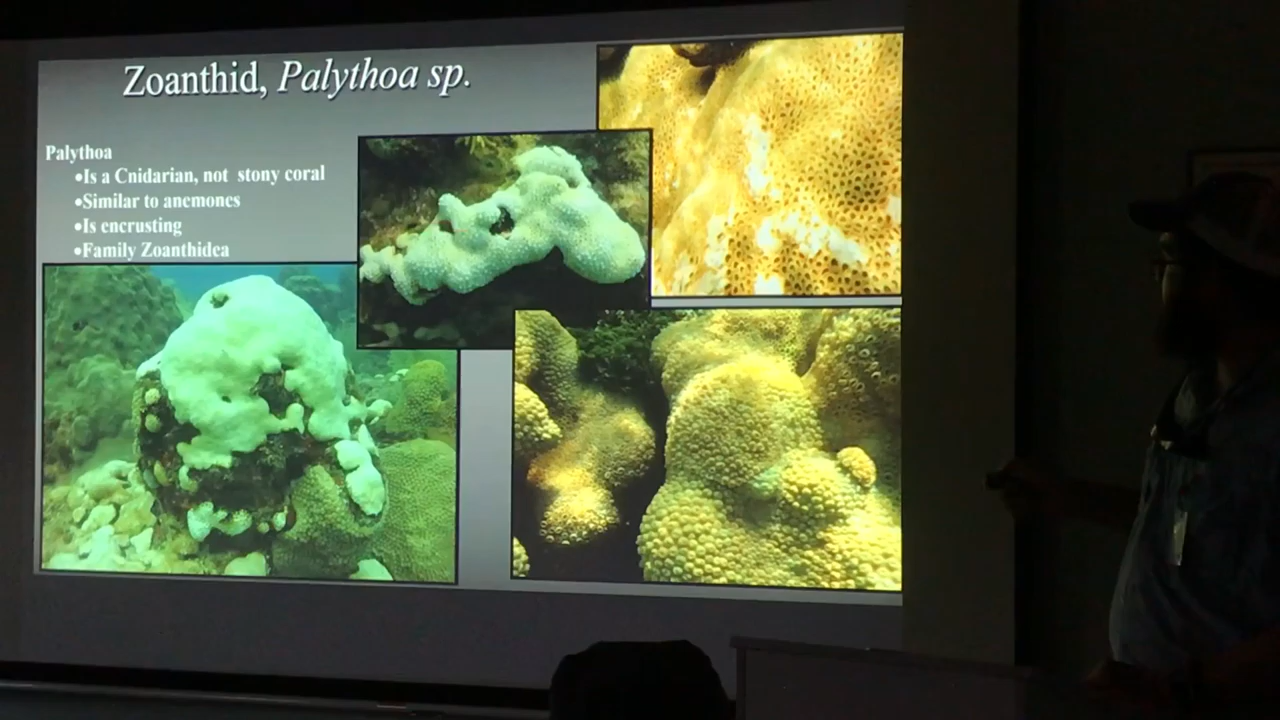 Zoanthid, Palythoa sp.
Palythoa
•Is a Cnidarian, not stony coral
•Similar to anemones
•Is encrusting
•Family Zoanthidea